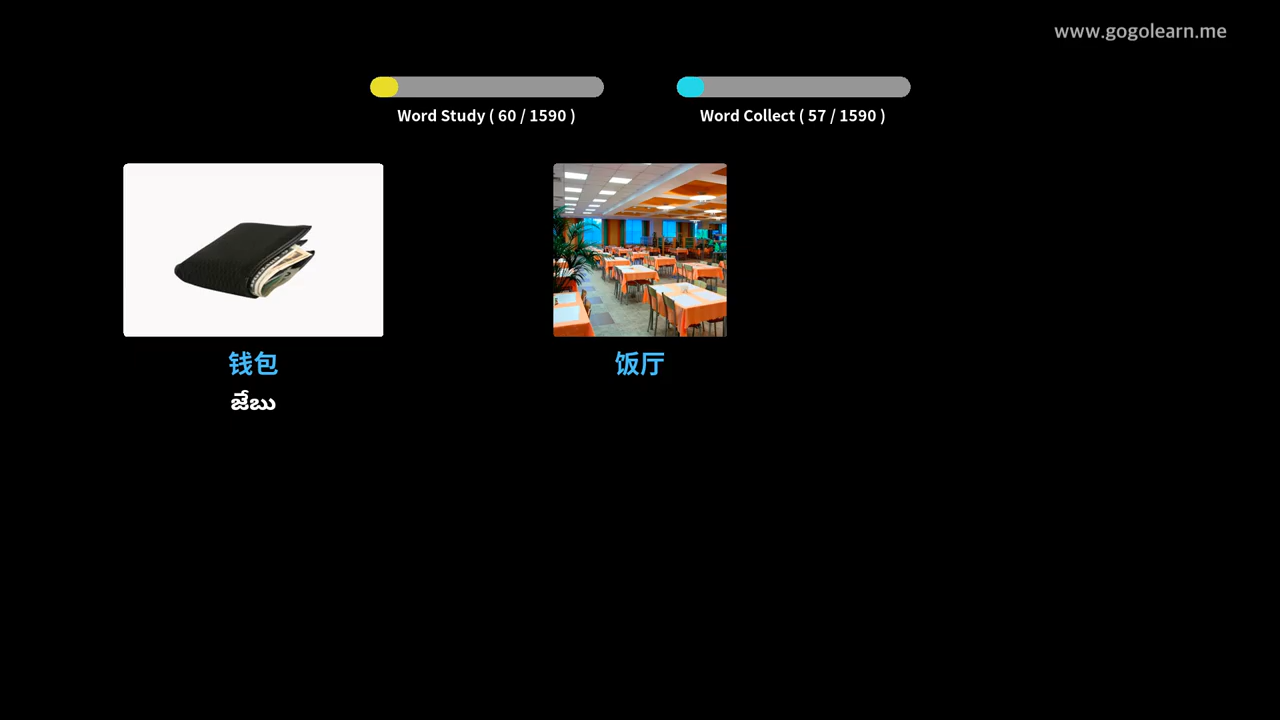 www.gogolearn.me
Word Study ( 60 / 1590 )
Word Collect ( 57 / 1590 )
钱包
饭厅
జేబు